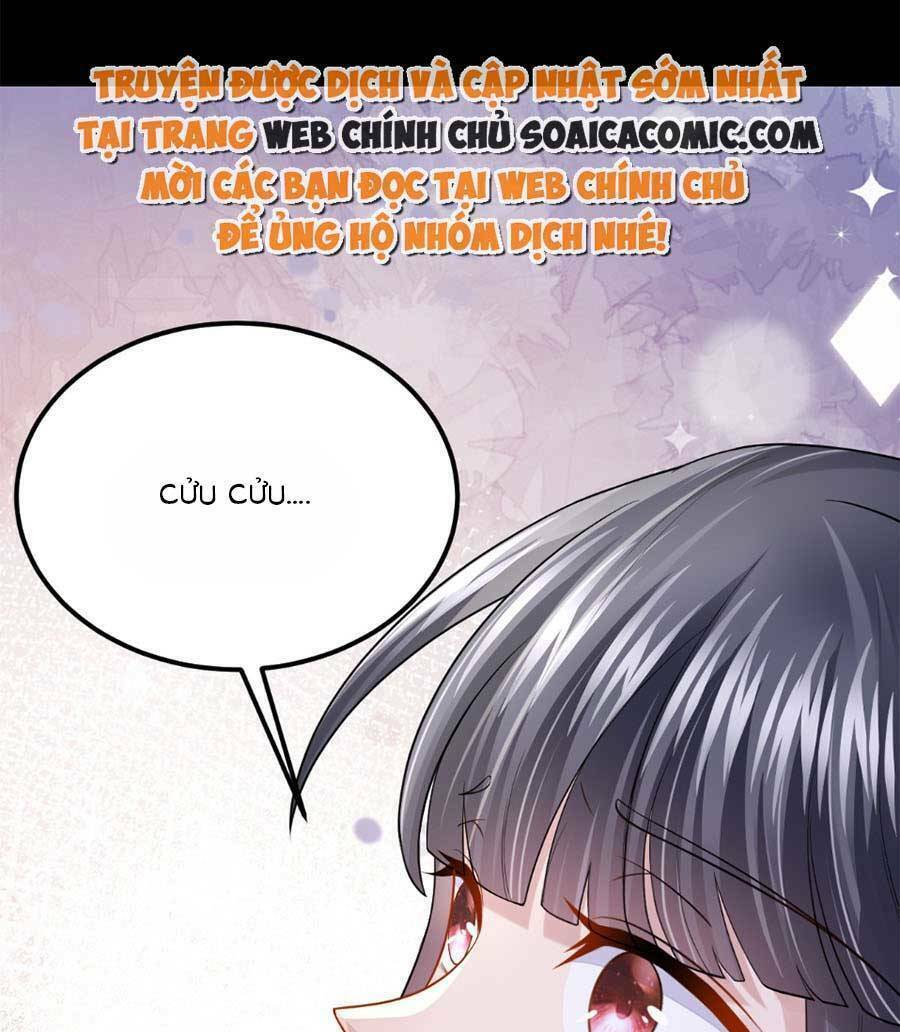 TRUYỆN ĐƯỢC DỊCH VÀ CẬP NHẬT SỚM NHẤT
TẠI TRANG WEB CHÍNH CHỦ SOAICACOMIC.COM
MỜI CÁC BẠN ĐỌC TẠI WEB CHÍNH CHỦ
ĐỂ ỦNG HỘ NHÓM DỊCH NHÉ!
CỬU CỬU....